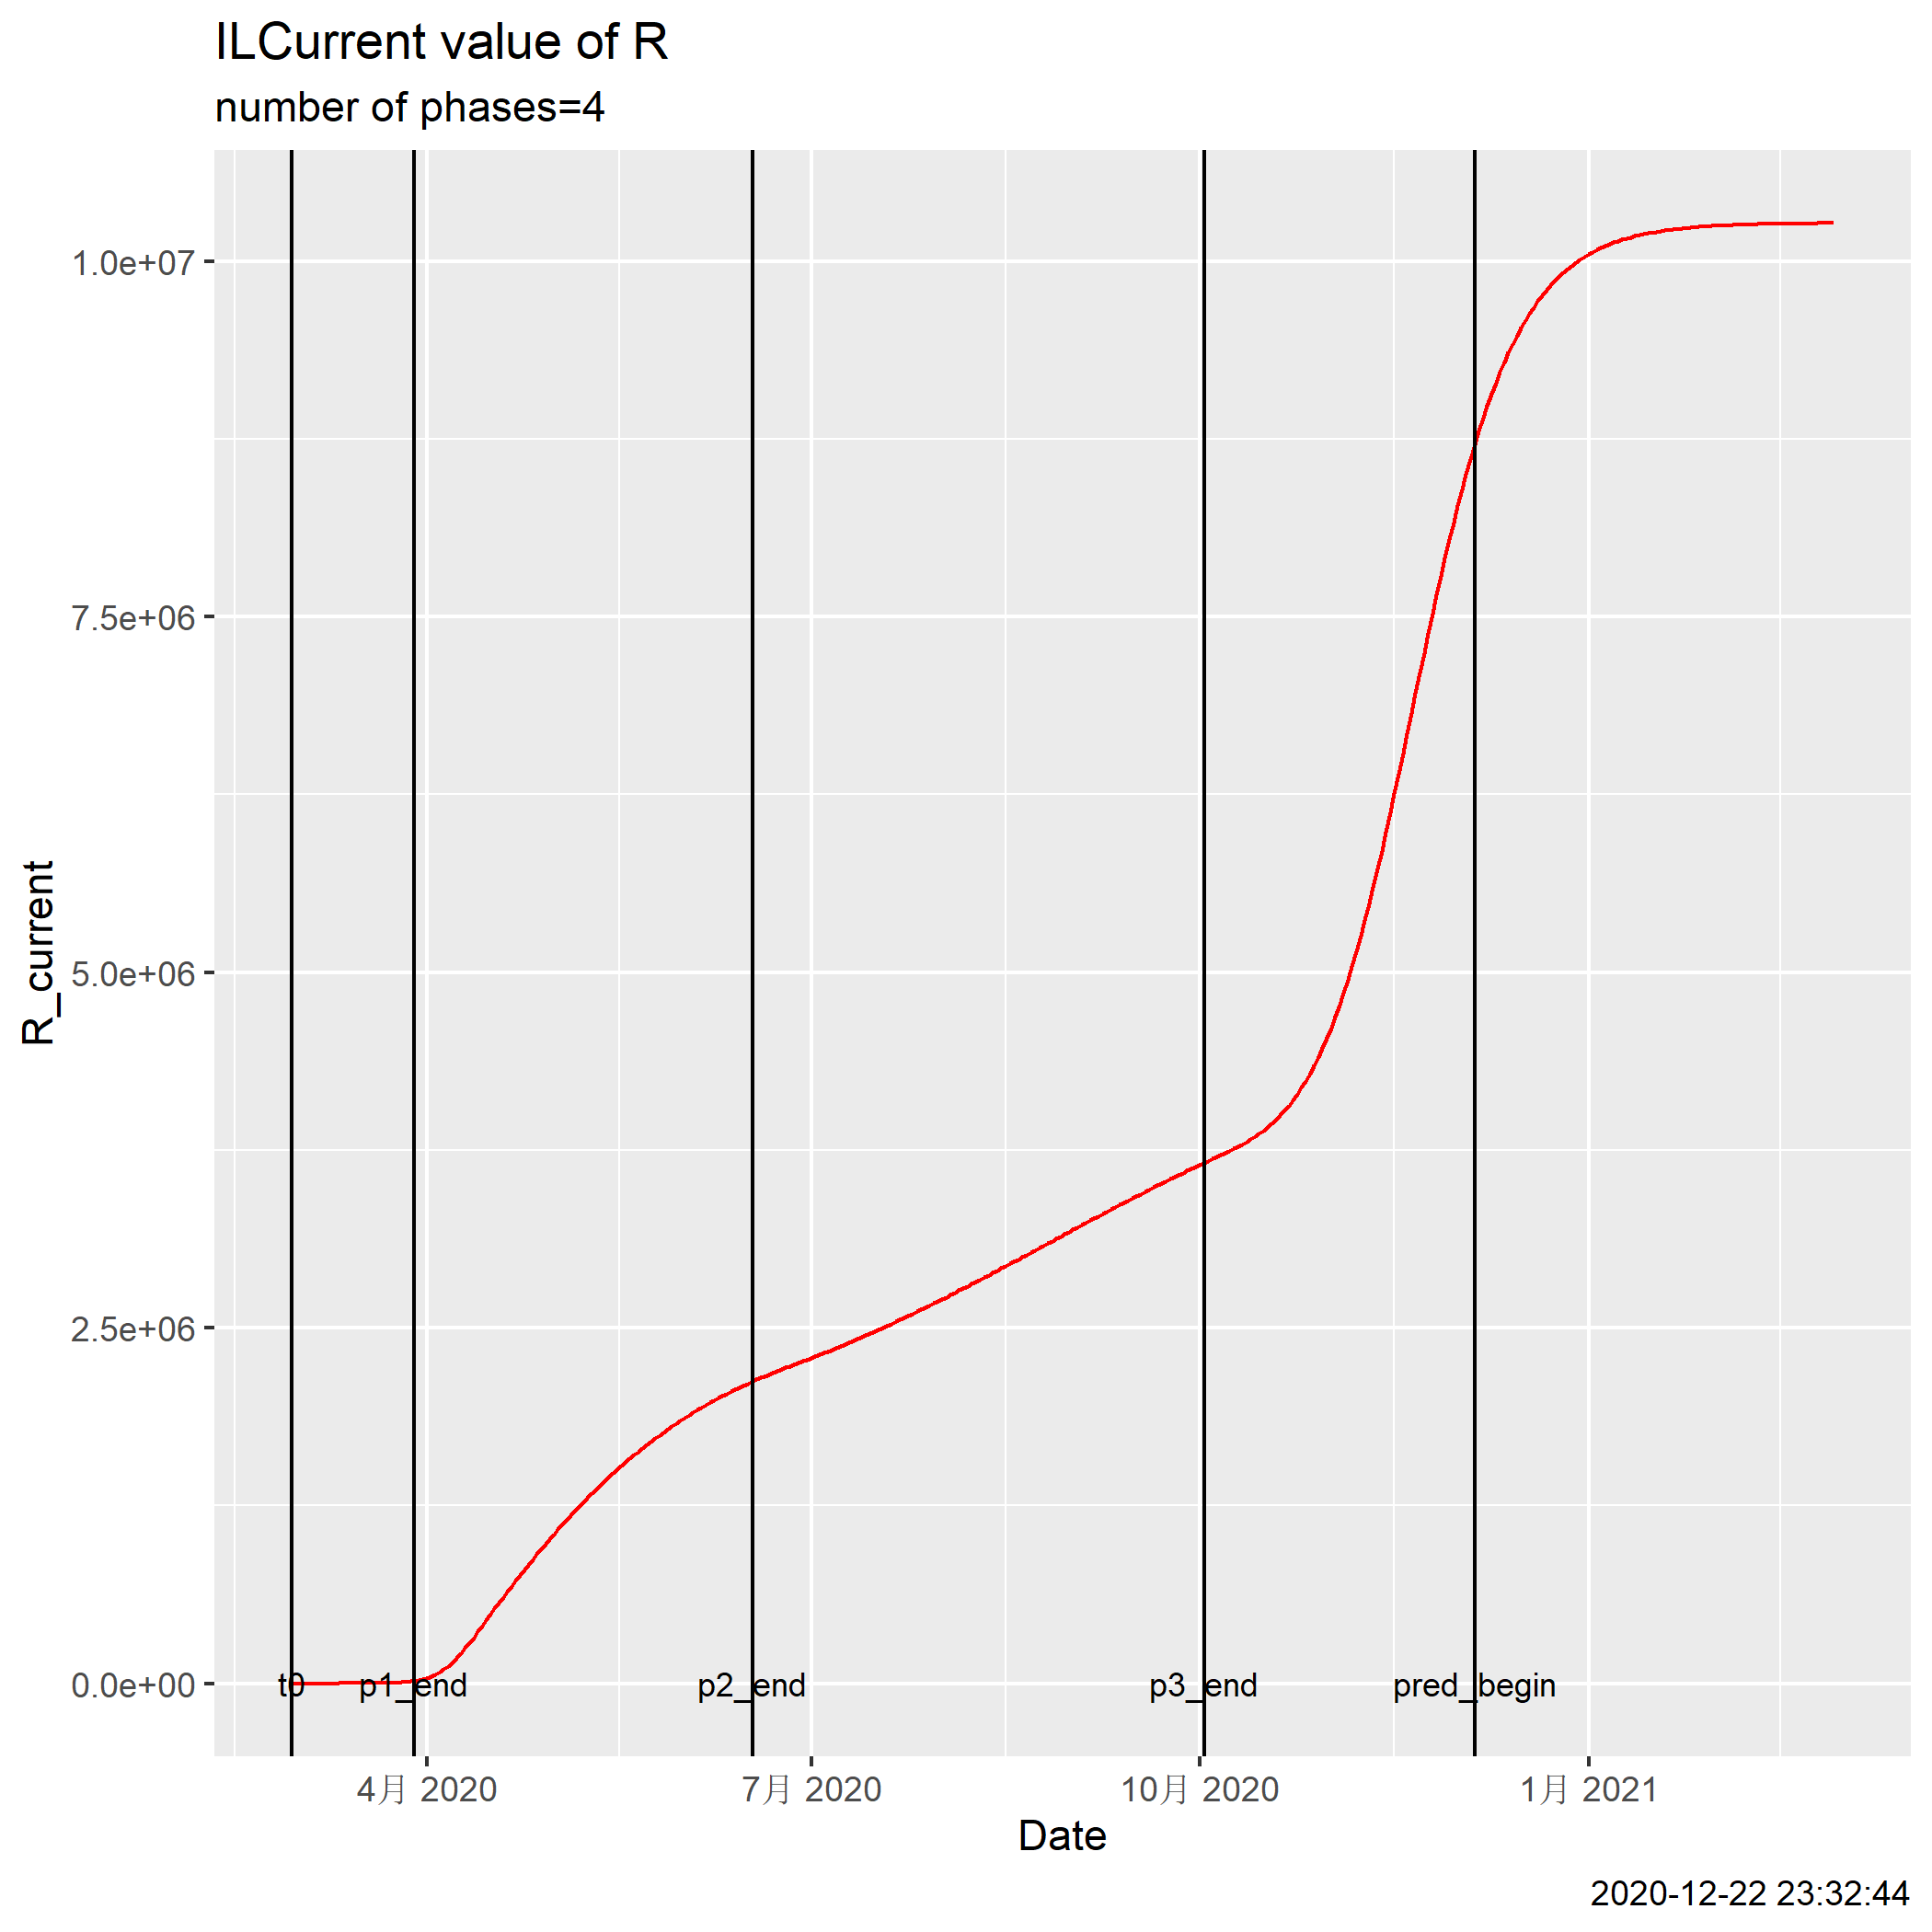 ILCurrent value of R
number of phases=4
1.0e+07
7.5e+06
5.0e+06
2.5e+06
0.0e+00
R_current
t0
p1_end
p2_end
p3_end
pred_begin
4月 2020
7月 2020
10月 2020
1月 2021
Date
2020-12-22 23:32:44